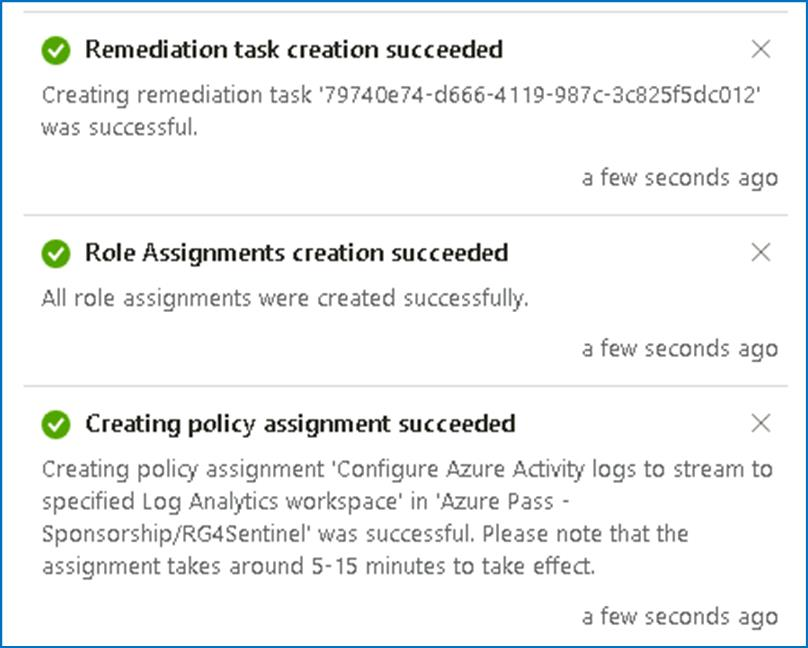 Remediation task creation succeeded
Creating remediation task '79740e74-d666-4119-987c-3c825f5dc012'
was successful.
a few seconds ago
Role Assignments creation succeeded
All role assignments were created successfully.
a few seconds ago
Creating policy assignment succeeded
Creating policy assignment 'Configure Azure Activity logs to stream to
specified Log Analytics workspace' in 'Azure Pass -
Sponsorship/RG4Sentinel' was successful. Please note that the
assignment takes around 5-15 minutes to take effect.
a few seconds ago